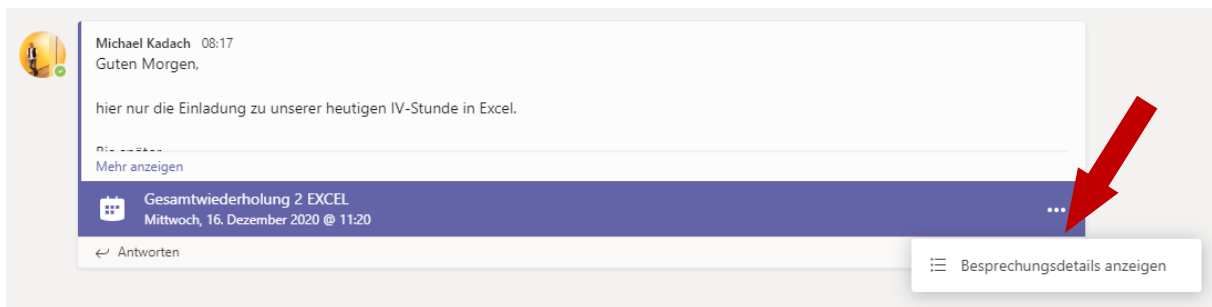 Michael Kadach 08:17
Guten Morgen,
hier nur die Einladung zu unserer heutigen IV-Stunde in Excel.
Mehr anzeigen
Gesamtwiederholung 2 EXCEL
Mittwoch, 16. Dezember 2020 @ 11:20
Antworten
Besprechungsdetails anzeigen